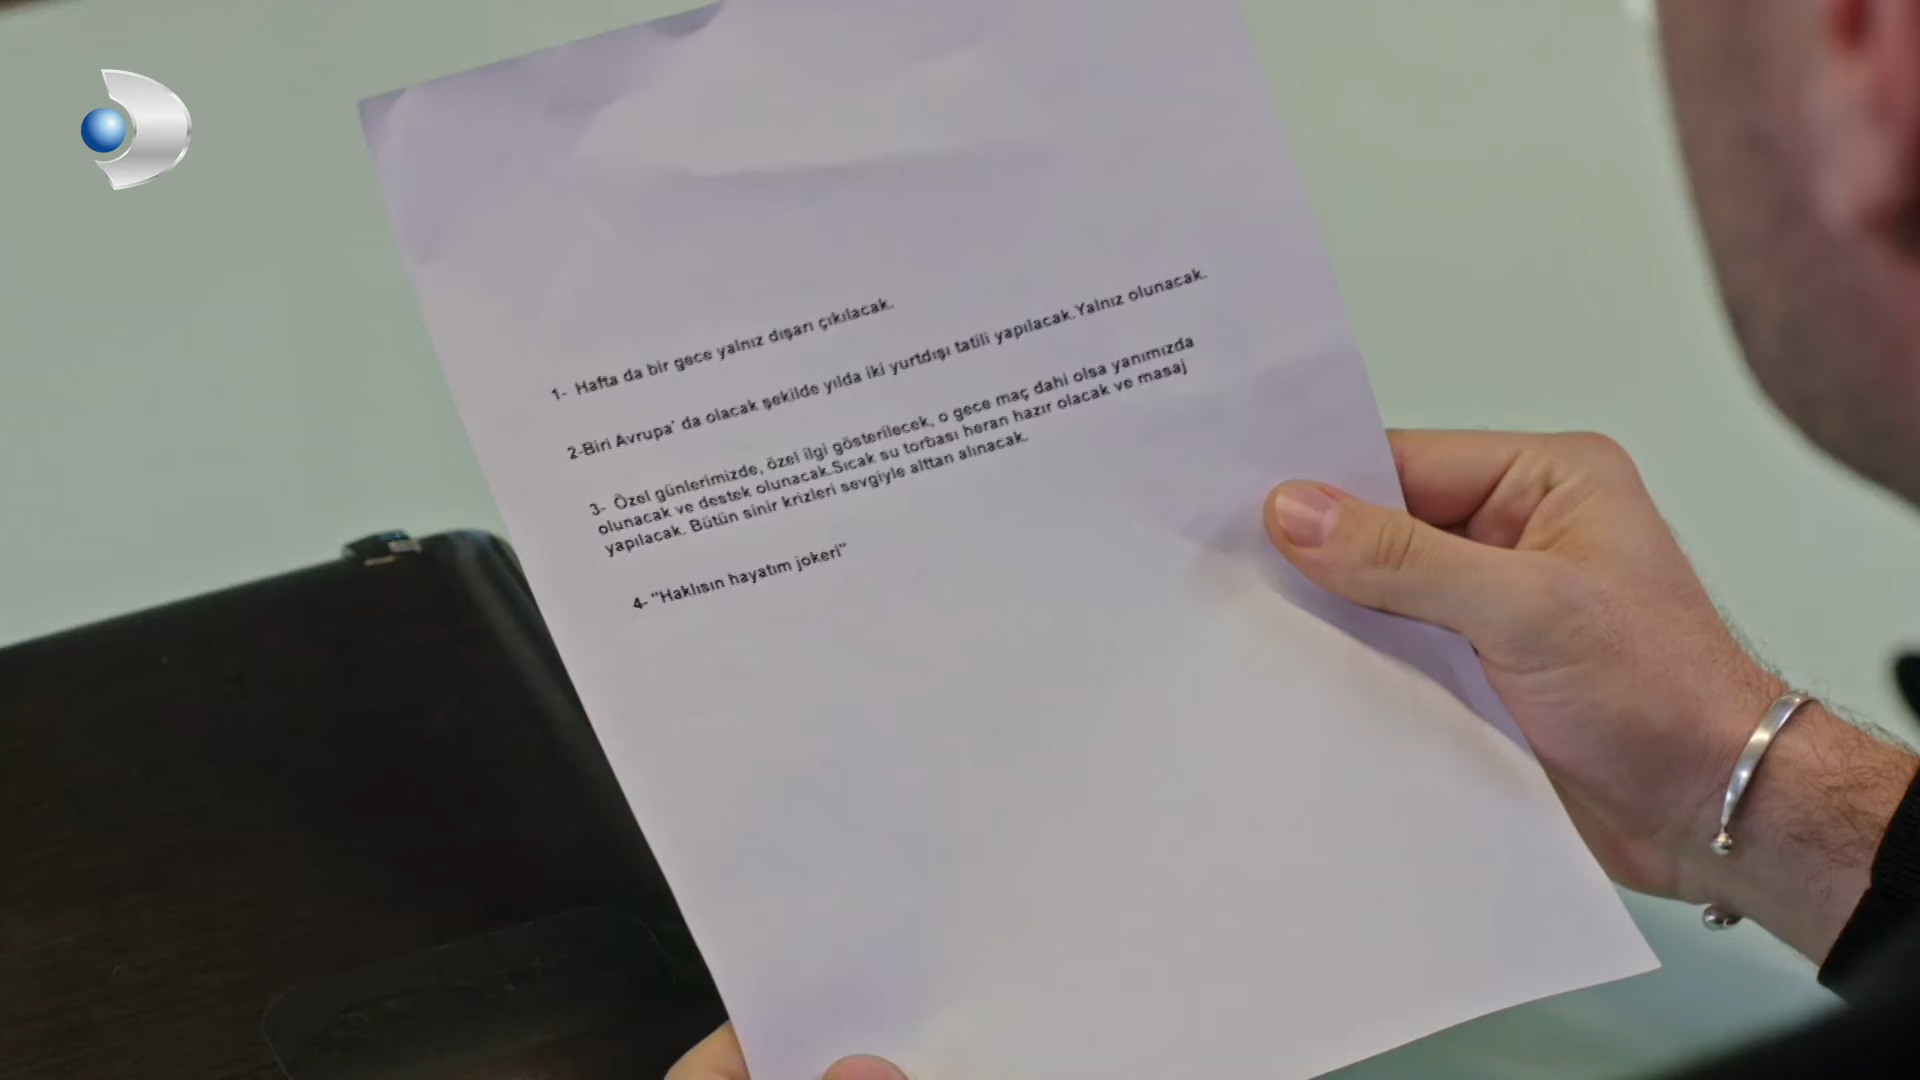 1- Hafta da bir gece yalnız dışarı çıkılacak.
2-Biri Avrupa' da olacak şekilde yılda iki yurtdışı tatili yapılacak.Yalnız olunacak.
3- Özel günlerimizde, özel ilgi gösterilecek, o gece maç dahi olsa yanımızda
olunacak ve destek olunacak.Sıcak su torbası heran hazır olacak ve masaj
yapılacak. Bütün sinir krizleri sevgiyle alttan alınacak.
4- "Haklısın hayatım jokeri"